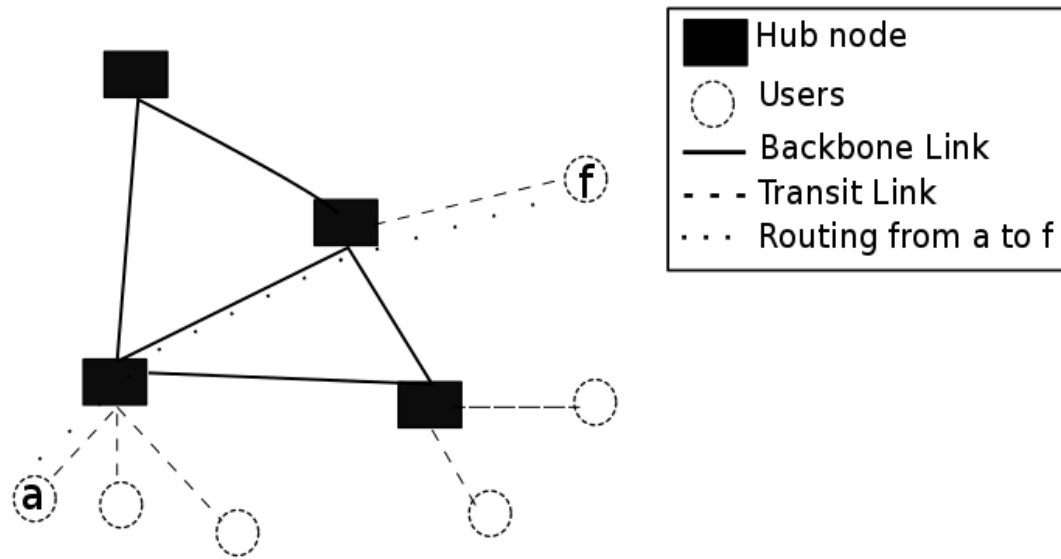 Hub node
Users
Backbone Link
Transit Link
Routing from a to f
f
a